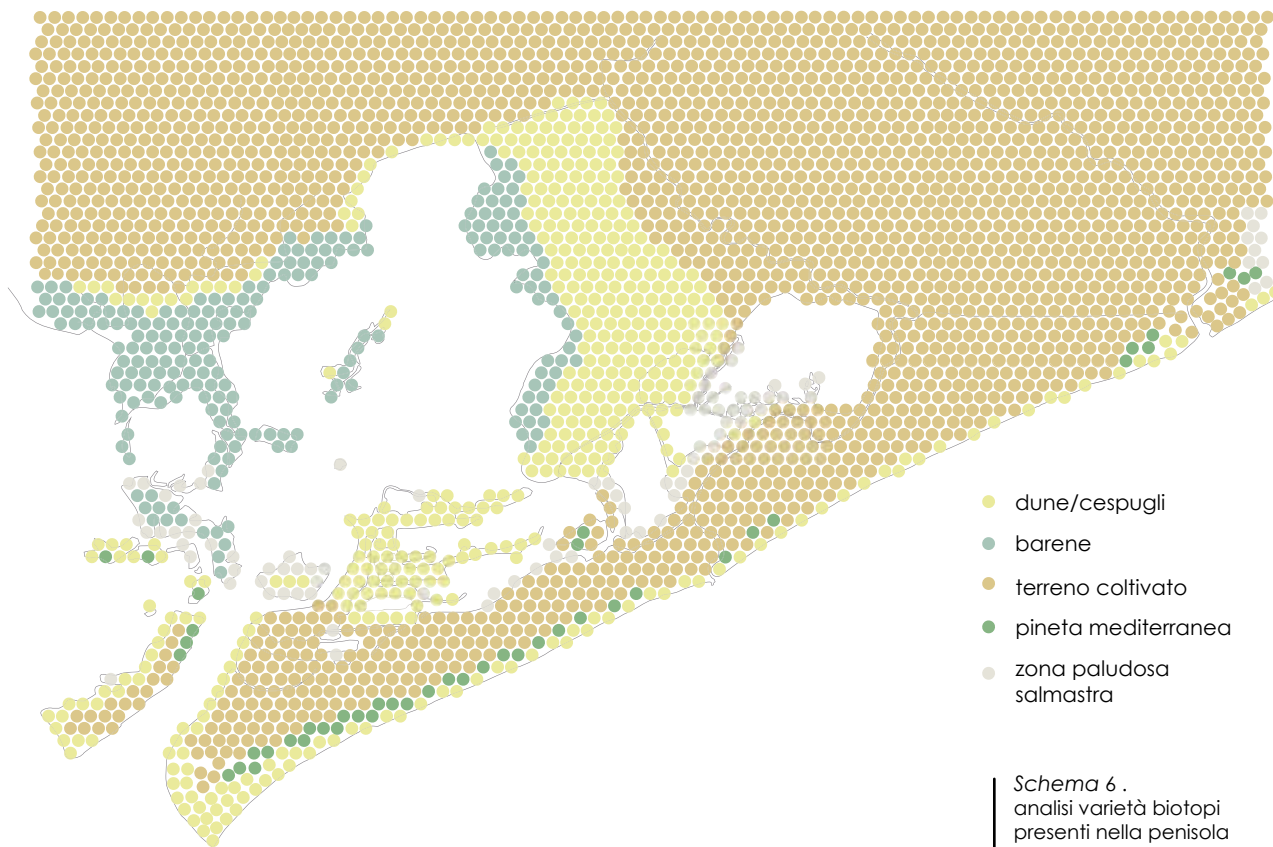 dune/cespugli
barene
terreno coltivato
pineta mediterranea
zona paludosa
salmastra
Schema 6 .
analisi varietà biotopi
presenti nella penisola